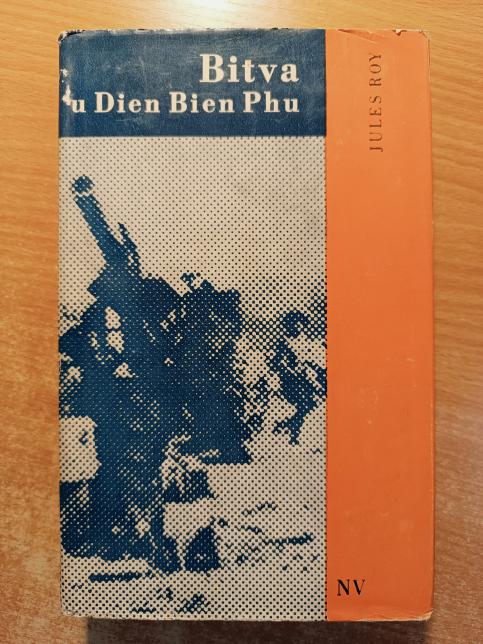 Bitva
u Dien Bien Phu
JULES ROY
NV